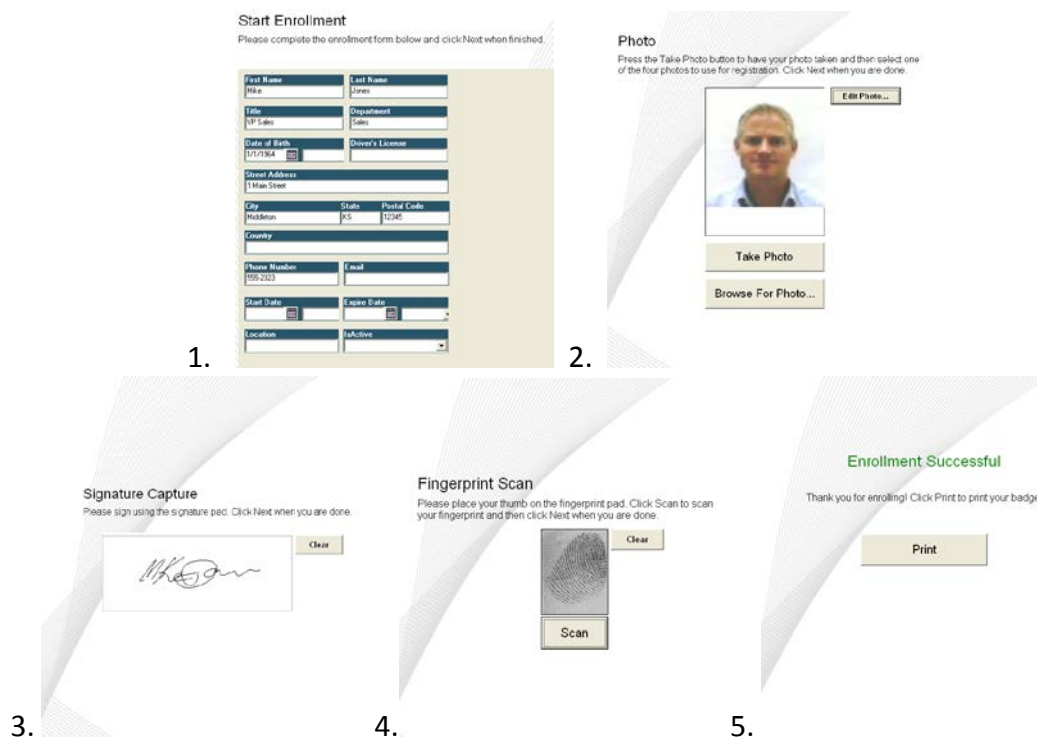 Start Enrollment
Please complete the enrollment form below and click Next when finished.
First Name Last Name
Mike Jones
Title Department
VP Sales Sales
Date of Birth Driver's License
1/1/1964
Street Address
1 Main Street
City State Postal Code
Middleton KS 12345
Country
Phone Number Email
555-2323
Start Date Expire Date
Location IsActive
1.
Photo
Press the Take Photo button to have your photo taken and then select one
of the four photos to use for registration. Click Next when you are done.
Edit Photo...
Take Photo
Browse For Photo...
2.
Signature Capture
Please sign using the signature pad. Click Next when you are done.
Clear
3.
Fingerprint Scan
Please place your thumb on the fingerprint pad. Click Scan to scan
your fingerprint and then click Next when you are done.
Clear
Scan
4.
Enrollment Successful
Thank you for enrolling! Click Print to print your badge
Print
5.